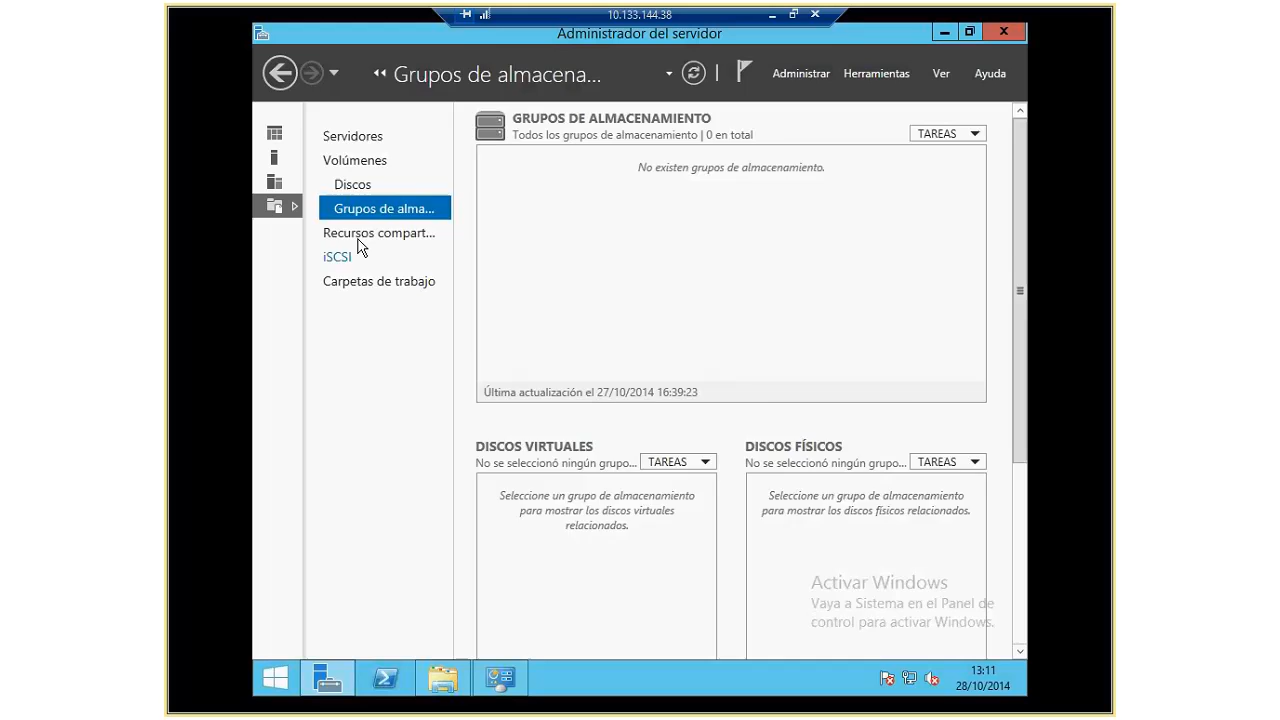 10.133.144.38
Administrador del servidor
Grupos de almacena...
Administrar
Herramientas
Ver
Ayuda
Servidores
Volúmenes
Discos
Grupos de alma...
Recursos compart...
iSCSI
Carpetas de trabajo
GRUPOS DE ALMACENAMIENTO
Todos los grupos de almacenamiento | 0 en total
TAREAS
No existen grupos de almacenamiento.
Última actualización el 27/10/2014 16:39:23
DISCOS VIRTUALES
No se seleccionó ningún grupo...
TAREAS
Seleccione un grupo de almacenamiento
para mostrar los discos virtuales
relacionados.
DISCOS FÍSICOS
No se seleccionó ningún grupo...
TAREAS
Seleccione un grupo de almacenamiento
para mostrar los discos físicos relacionados.
Activar Windows
Vaya a Sistema en el Panel de
control para activar Windows.
13:11
28/10/2014